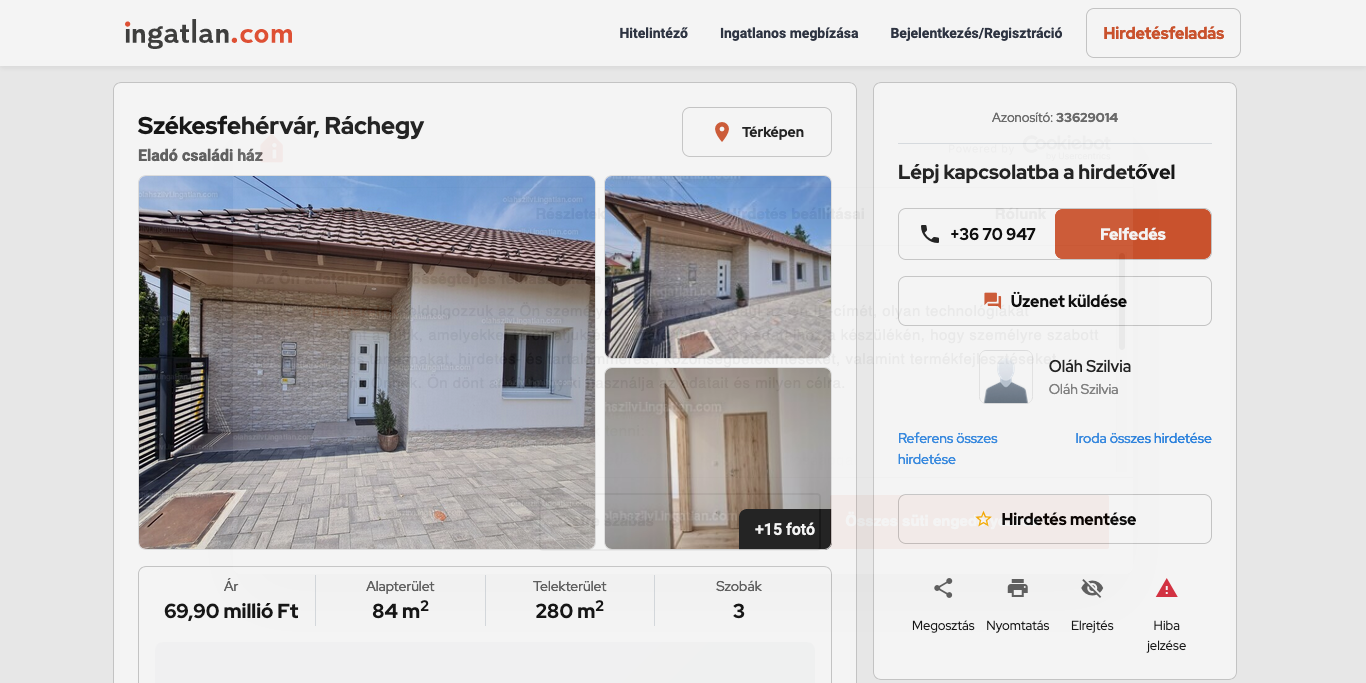 ingatlan.com
Hitelintéző
Ingatlanos megbízása
Bejelentkezés/Regisztráció
Hirdetésfeladás
Székesfehérvár, Ráchegy
Eladó családi ház
Térképen
+15 fotó
Ár
69,90 millió Ft
Alapterület
84 m²
Telekterület
280 m²
Szobák
3
Azonosító: 33629014
Lépj kapcsolatba a hirdetővel
+36 70 947
Felfedés
Üzenet küldése
Oláh Szilvia
Oláh Szilvia
Referens összes
hirdetése
Iroda összes hirdetése
Hirdetés mentése
Megosztás
Nyomtatás
Elrejtés
Hiba
jelzése